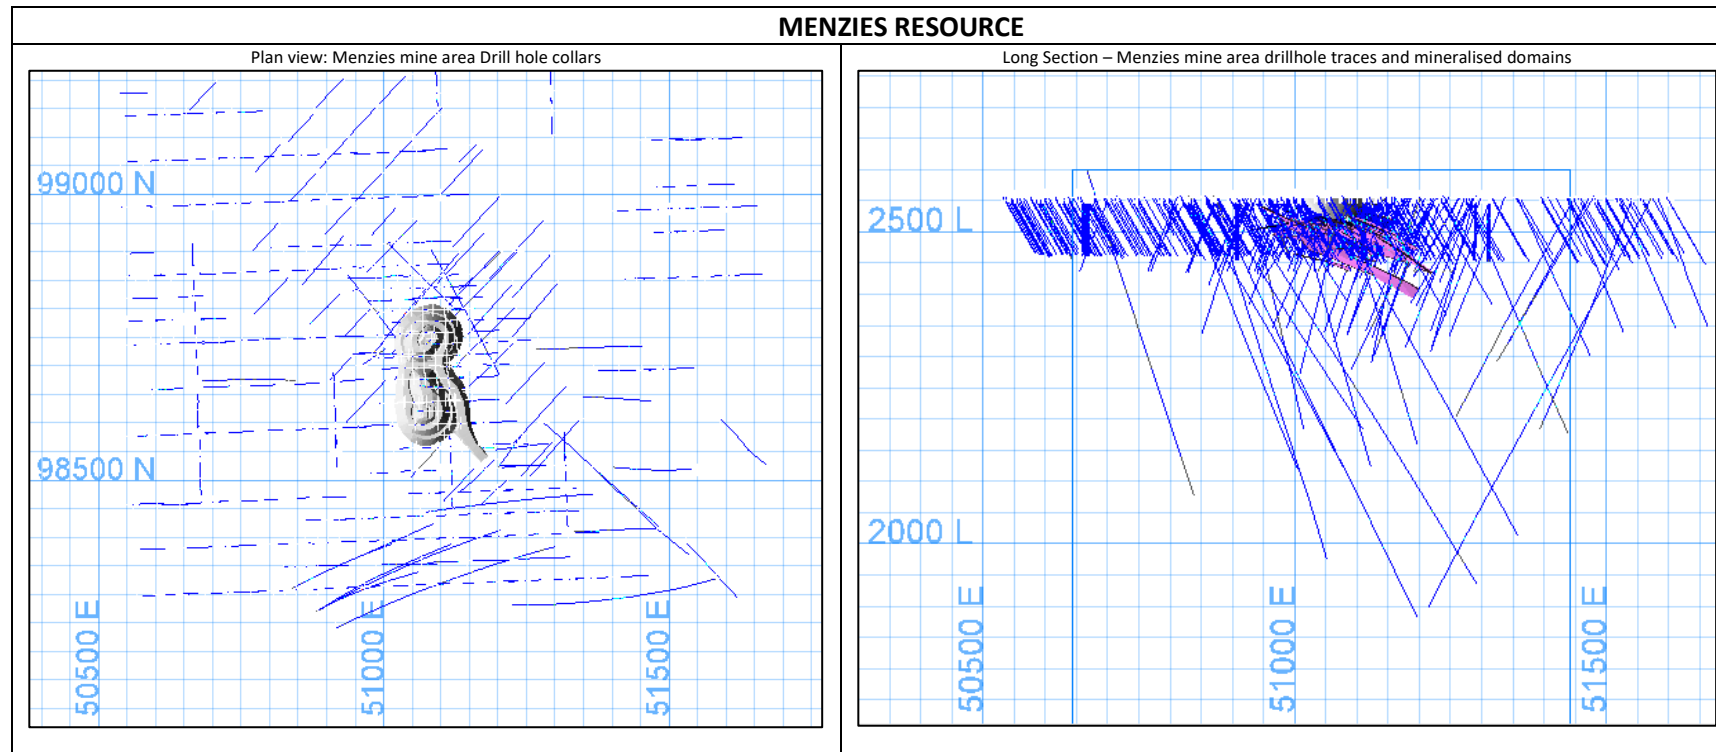 MENZIES RESOURCE
Plan view: Menzies mine area Drill hole collars
99000 N
98500 N
50500 E
51000 E
51500 E
Long Section – Menzies mine area drillhole traces and mineralised domains
2500 L
2000 L
50500 E
51000 E
51500 E